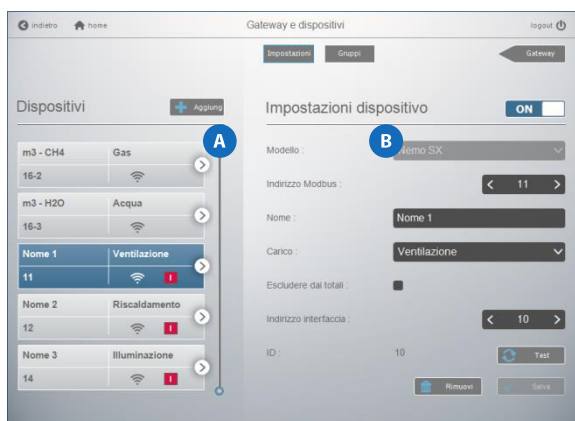 indietro home Gateway e dispositivi logout
Impostazioni Gruppi Gateway
Dispositivi Aggiung
Impostazioni dispositivo ON
A
B
m3 - CH4 Gas
16-2
m3 - H2O Acqua
16-3
Nome 1 Ventilazione
11 I
Nome 2 Riscaldamento
12 I
Nome 3 Illuminazione
14 I
Modello : Nemo SX
Indirizzo Modbus : < 11 >
Nome : Nome 1
Carico : Ventilazione
Escludere dai totali :
Indirizzo interfaccia : < 10 >
ID : 10 Test
Rimuovi Salva